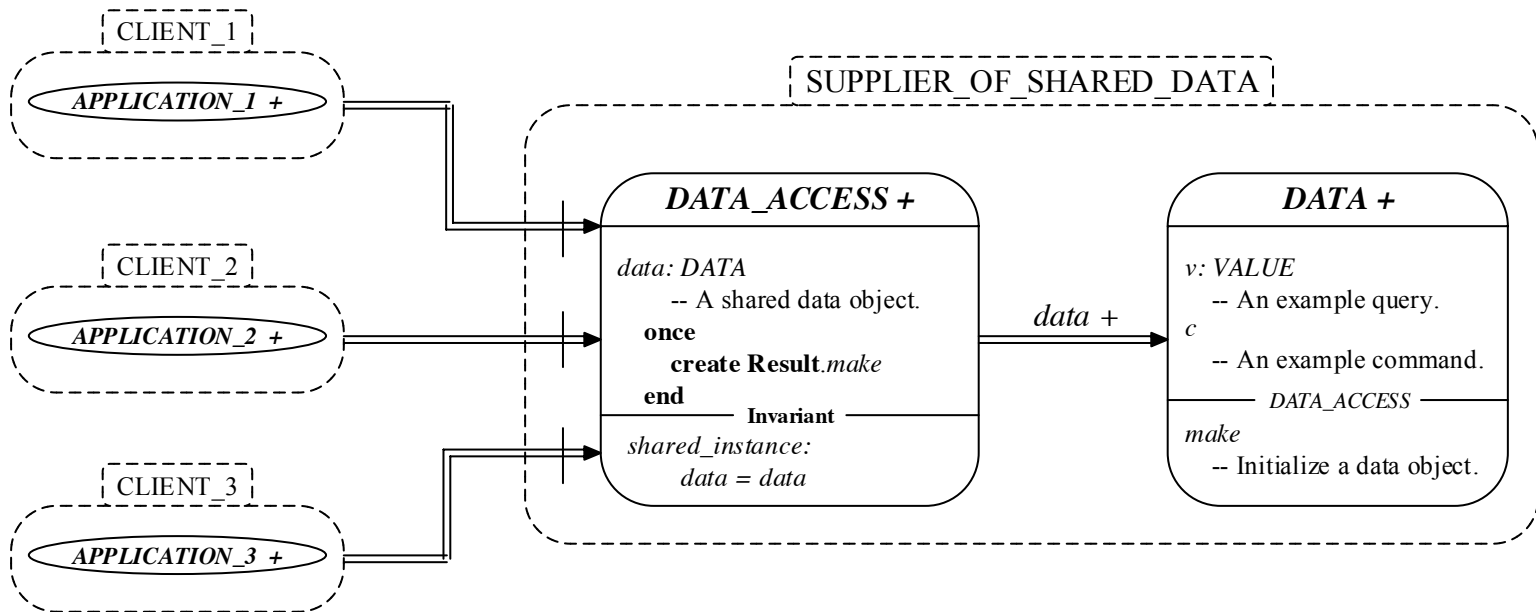 CLIENT_1
APPLICATION_1 +
CLIENT_2
APPLICATION_2 +
CLIENT_3
APPLICATION_3 +
SUPPLIER_OF_SHARED_DATA
DATA_ACCESS +
data: DATA
-- A shared data object.
once
create Result.make
end
Invariant
shared_instance:
data = data
data +
DATA +
v: VALUE
-- An example query.
c
-- An example command.
DATA_ACCESS
make
-- Initialize a data object.